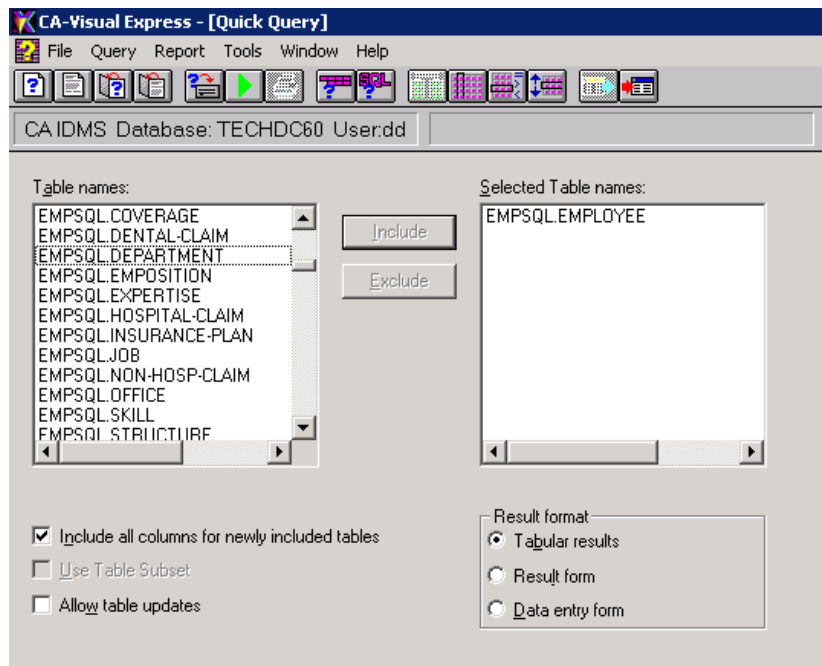 CA-Visual Express - [Quick Query]
File Query Report Tools Window Help
SQL
CA IDMS Database: TECHDC60 User:dd
Table names:
EMPSQL.COVERAGE
EMPSQL.DENTAL-CLAIM
EMPSQL.DEPARTMENT
EMPSQL.EMPOSITION
EMPSQL.EXPERTISE
EMPSQL.HOSPITAL-CLAIM
EMPSQL.INSURANCE-PLAN
EMPSQL.JOB
EMPSQL.NON-HOSP-CLAIM
EMPSQL.OFFICE
EMPSQL.SKILL
EMPSQL.STRUCTURE
Include
Exclude
Selected Table names:
EMPSQL.EMPLOYEE
Include all columns for newly included tables
Use Table Subset
Allow table updates
Result format
Tabular results
Result form
Data entry form